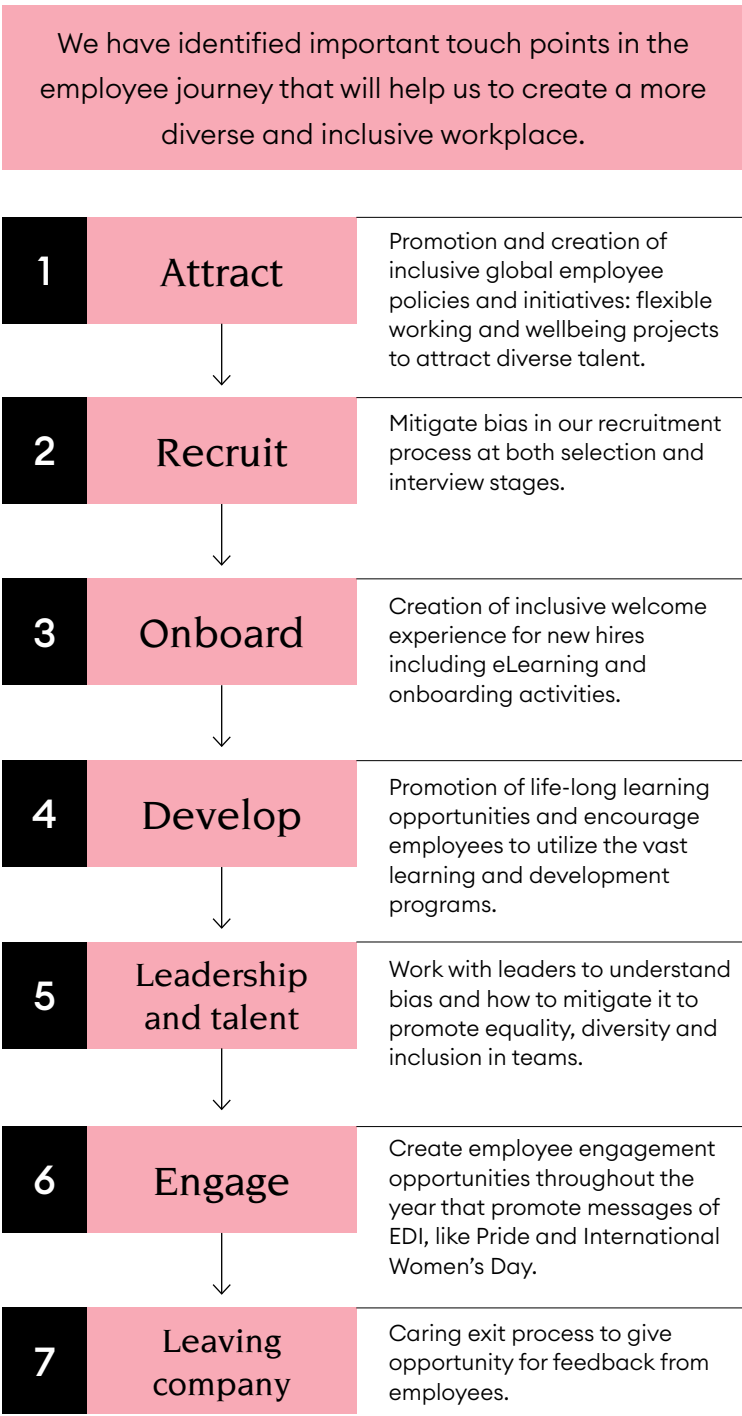 We have identified important touch points in the
employee journey that will help us to create a more
diverse and inclusive workplace.
1
Attract
Promotion and creation of
inclusive global employee
policies and initiatives: flexible
working and wellbeing projects
to attract diverse talent.
2
Recruit
Mitigate bias in our recruitment
process at both selection and
interview stages.
3
Onboard
Creation of inclusive welcome
experience for new hires
including eLearning and
onboarding activities.
4
Develop
Promotion of life-long learning
opportunities and encourage
employees to utilize the vast
learning and development
programs.
5
Leadership
and talent
Work with leaders to understand
bias and how to mitigate it to
promote equality, diversity and
inclusion in teams.
6
Engage
Create employee engagement
opportunities throughout the
year that promote messages of
EDI, like Pride and International
Women’s Day.
7
Leaving
company
Caring exit process to give
opportunity for feedback from
employees.